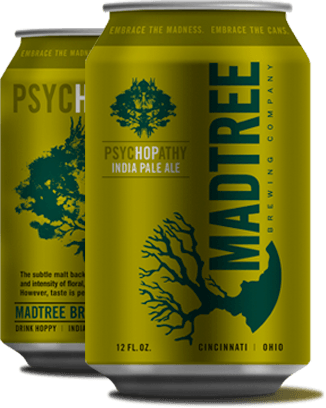 EMBRACE THE MADNESS. EMBRACE THE CANS.
PSYCHOPATHY
INDIA PALE ALE
MADTREE
BREWING COMPANY
12 FL. OZ.
CINCINNATI | OHIO
EMBRACE THE MADN
PSYCH
The subtle malt back
and intensity of floral,
However, taste is pe
MADTREE BR
DRINK HOPPY | INDIA